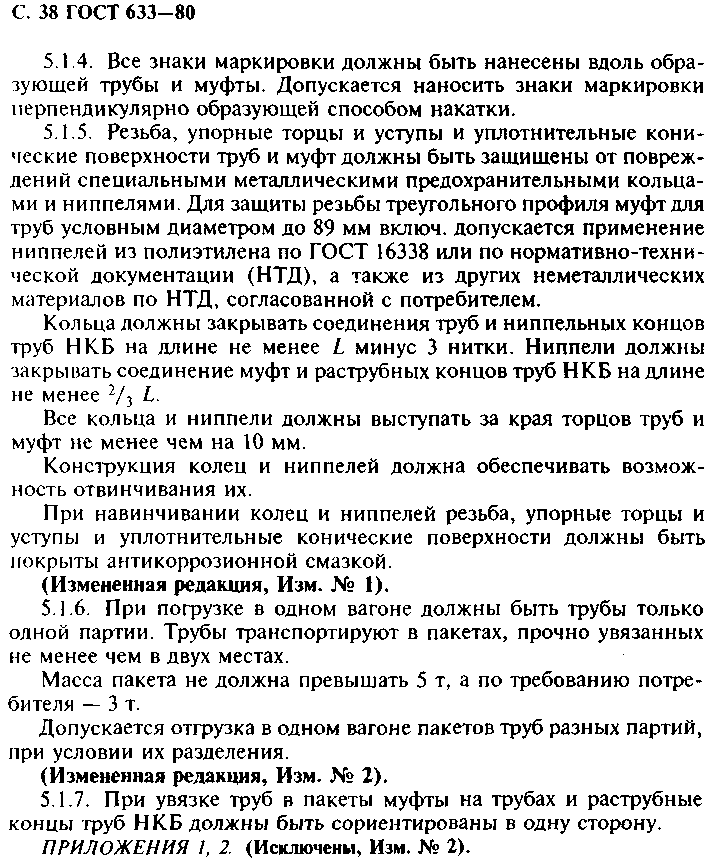 С. 38 ГОСТ 633—80
5.1.4. Все знаки маркировки должны быть нанесены вдоль обра-
зующей трубы и муфты. Допускается наносить знаки маркировки
перпендикулярно образующей способом накатки.
5.1.5. Резьба, упорные торцы и уступы и уплотнительные кони-
ческие поверхности труб и муфт должны быть защищены от повреж-
дений специальными металлическими предохранительными кольца-
ми и ниппелями. Для защиты резьбы треугольного профиля муфт для
труб условным диаметром до 89 мм включ. допускается применение
ниппелей из полиэтилена по ГОСТ 16338 или по нормативно-техни-
ческой документации (НТД), а также из других неметаллических
материалов по НТД, согласованной с потребителем.
Кольца должны закрывать соединения труб и ниппельных концов
труб НКБ на длине не менее L минус 3 нитки. Ниппели должны
закрывать соединение муфт и раструбных концов труб НКБ на длине
не менее 2/3 L.
Все кольца и ниппели должны выступать за края торцов труб и
муфт не менее чем на 10 мм.
Конструкция колец и ниппелей должна обеспечивать возмож-
ность отвинчивания их.
При навинчивании колец и ниппелей резьба, упорные торцы и
уступы и уплотнительные конические поверхности должны быть
покрыты антикоррозионной смазкой.
(Измененная редакция, Изм. № 1).
5.1.6. При погрузке в одном вагоне должны быть трубы только
одной партии. Трубы транспортируют в пакетах, прочно увязанных
не менее чем в двух местах.
Масса пакета не должна превышать 5 т, а по требованию потре-
бителя — 3 т.
Допускается отгрузка в одном вагоне пакетов труб разных партий,
при условии их разделения.
(Измененная редакция, Изм. № 2).
5.1.7. При увязке труб в пакеты муфты на трубах и раструбные
концы труб НКБ должны быть сориентированы в одну сторону.
ПРИЛОЖЕНИЯ 1, 2. (Исключены, Изм. № 2).